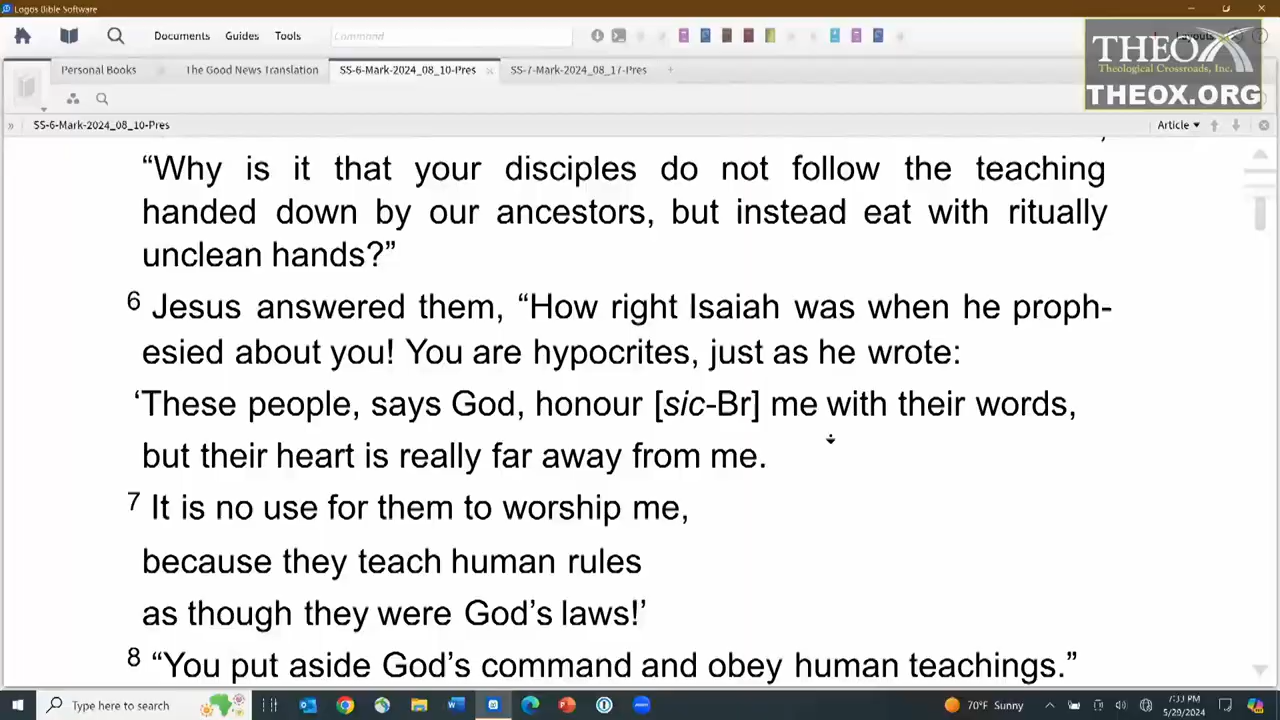 Logos Bible Software
Documents Guides Tools Command Layouts
THEOX
Theological Crossroads, Inc.
THEOX.ORG
Personal Books The Good News Translation SS-6-Mark-2024_08_10-Pres SS-7-Mark-2024_08_17-Pres
SS-6-Mark-2024_08_10-Pres Article
“Why is it that your disciples do not follow the teaching
handed down by our ancestors, but instead eat with ritually
unclean hands?”
6 Jesus answered them, “How right Isaiah was when he proph-
esied about you! You are hypocrites, just as he wrote:
‘These people, says God, honour [sic-Br] me with their words,
but their heart is really far away from me.
7 It is no use for them to worship me,
because they teach human rules
as though they were God’s laws!’
8 “You put aside God’s command and obey human teachings.”
Type here to search 70°F Sunny 7:33 PM
5/29/2024